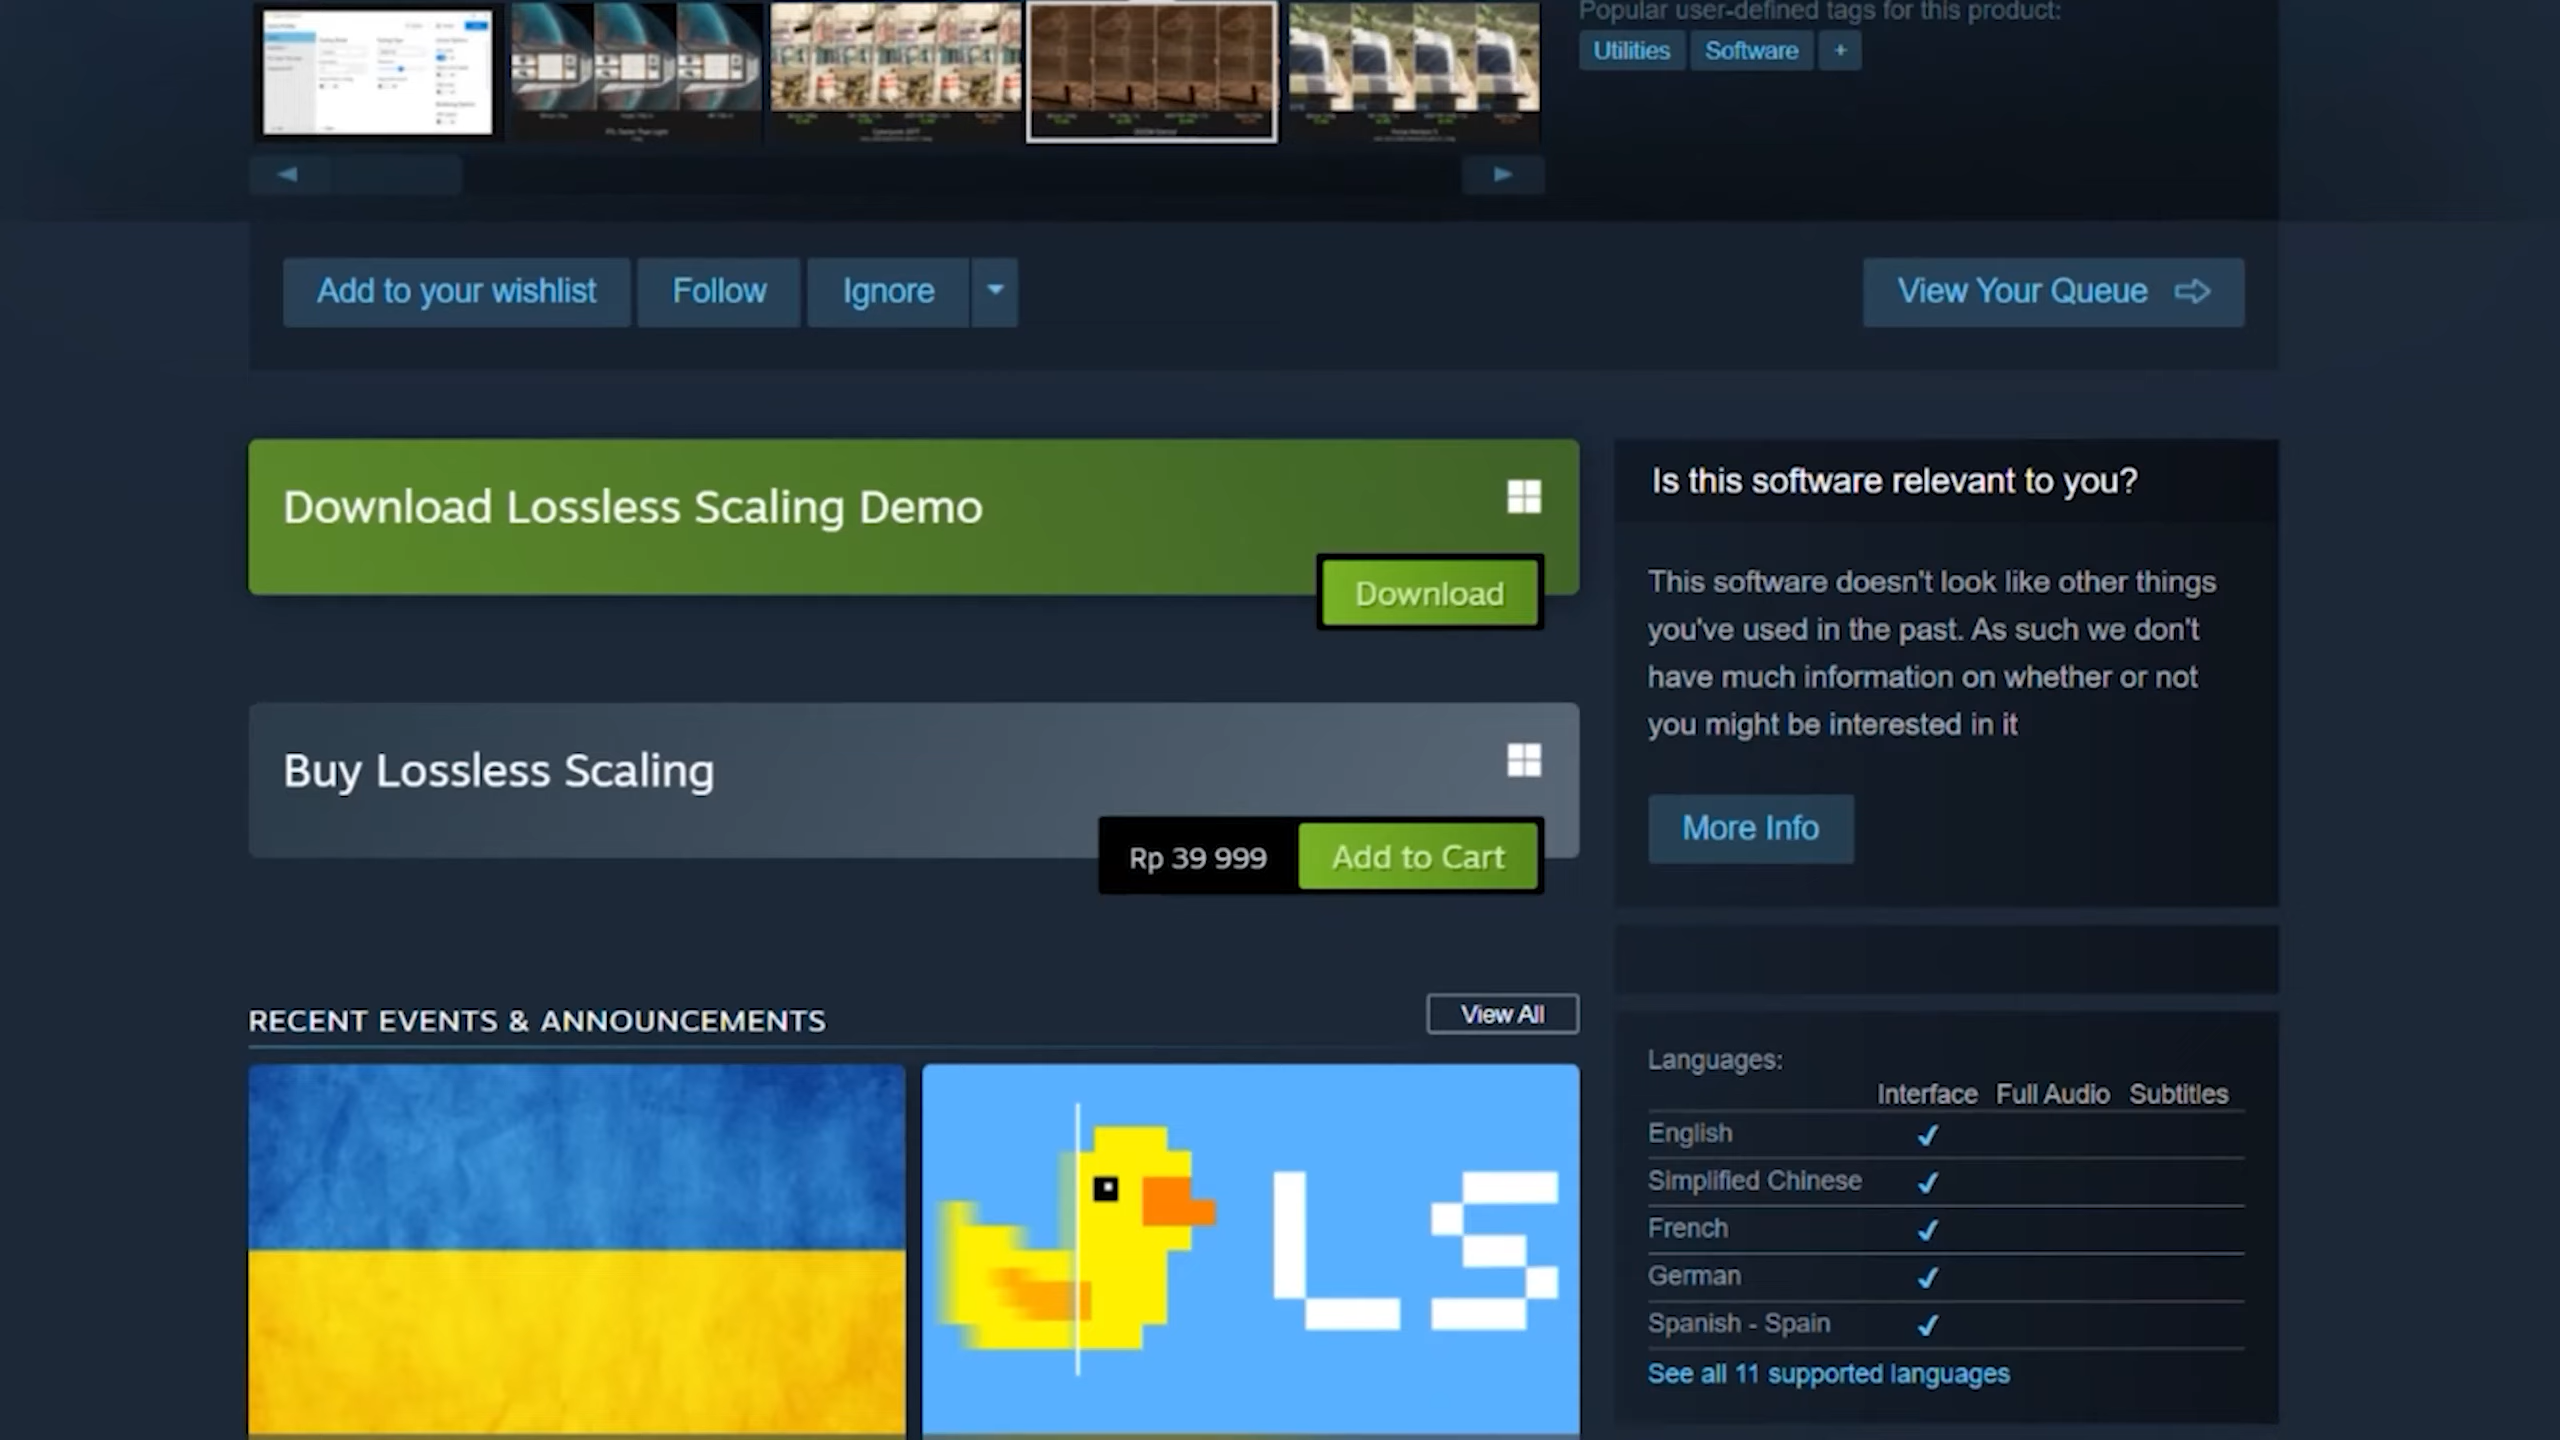 Popular user-defined tags for this product:
Utilities Software +
Add to your wishlist Follow Ignore View Your Queue
Download Lossless Scaling Demo
Download
Buy Lossless Scaling
Rp 39 999 Add to Cart
Is this software relevant to you?
This software doesn't look like other things
you've used in the past. As such we don't
have much information on whether or not
you might be interested in it
More Info
RECENT EVENTS & ANNOUNCEMENTS View All
LS
Languages:
Interface Full Audio Subtitles
English
Simplified Chinese
French
German
Spanish - Spain
See all 11 supported languages